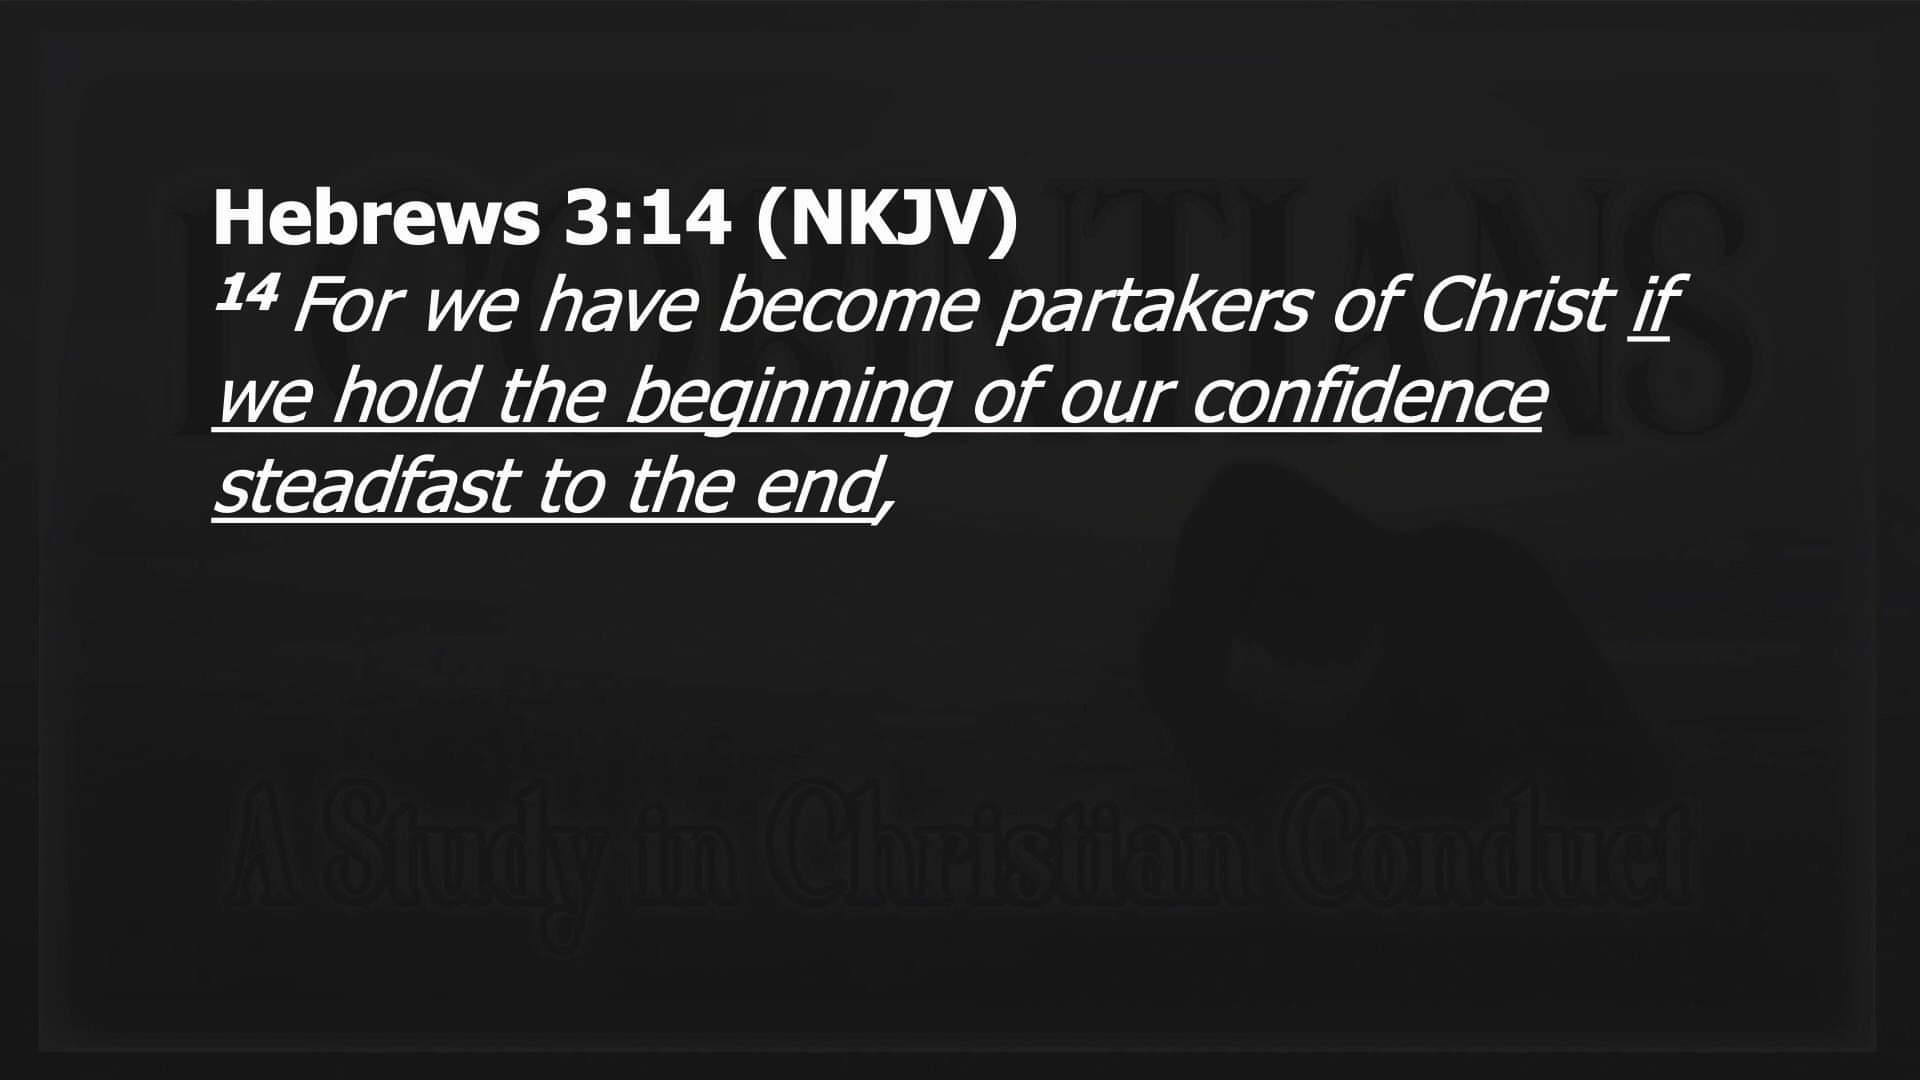 Hebrews 3:14 (NKJV)
14 For we have become partakers of Christ if
we hold the beginning of our confidence
steadfast to the end,
I CORINTHIANS
A Study in Christian Conduct